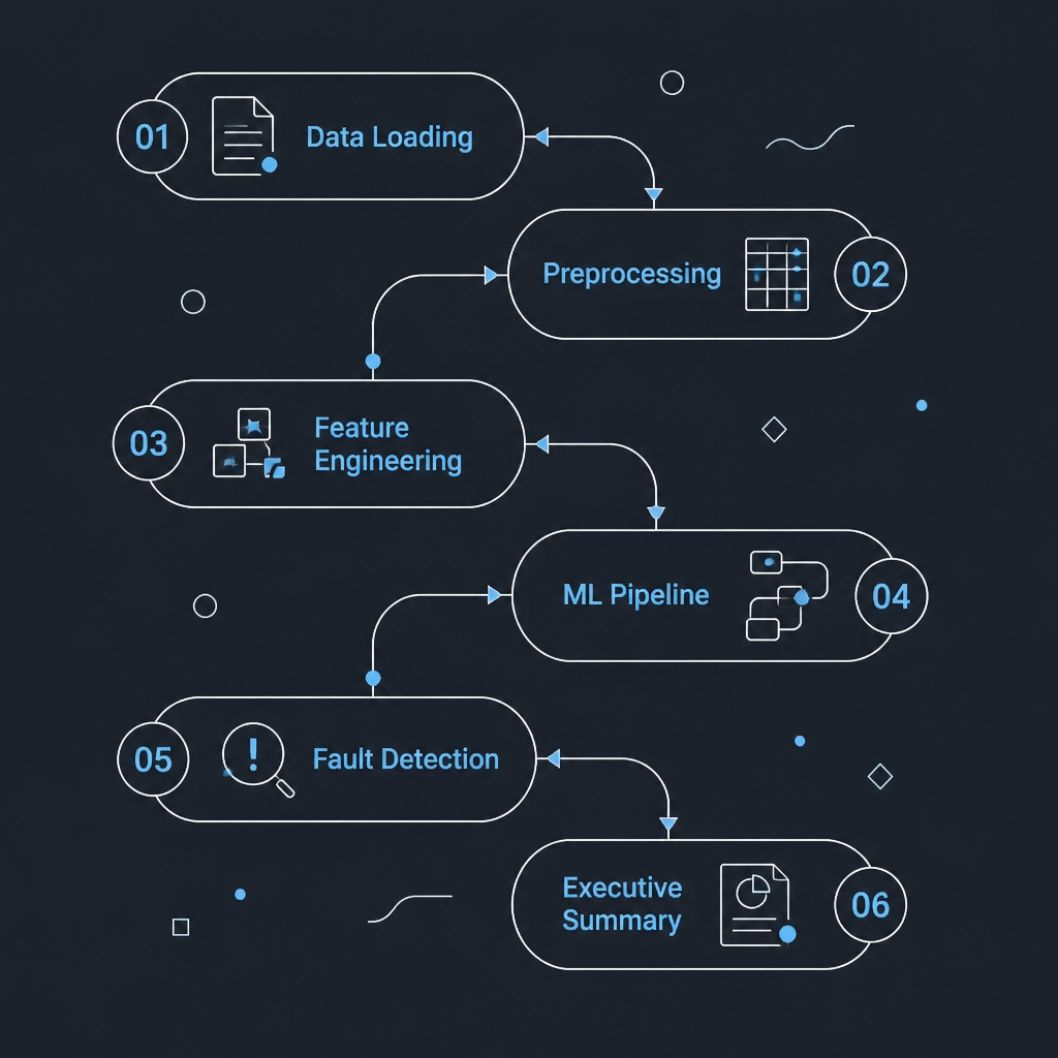 01
Data Loading
Preprocessing
02
03
Feature
Engineering
ML Pipeline
04
05
!
Fault Detection
Executive
Summary
06